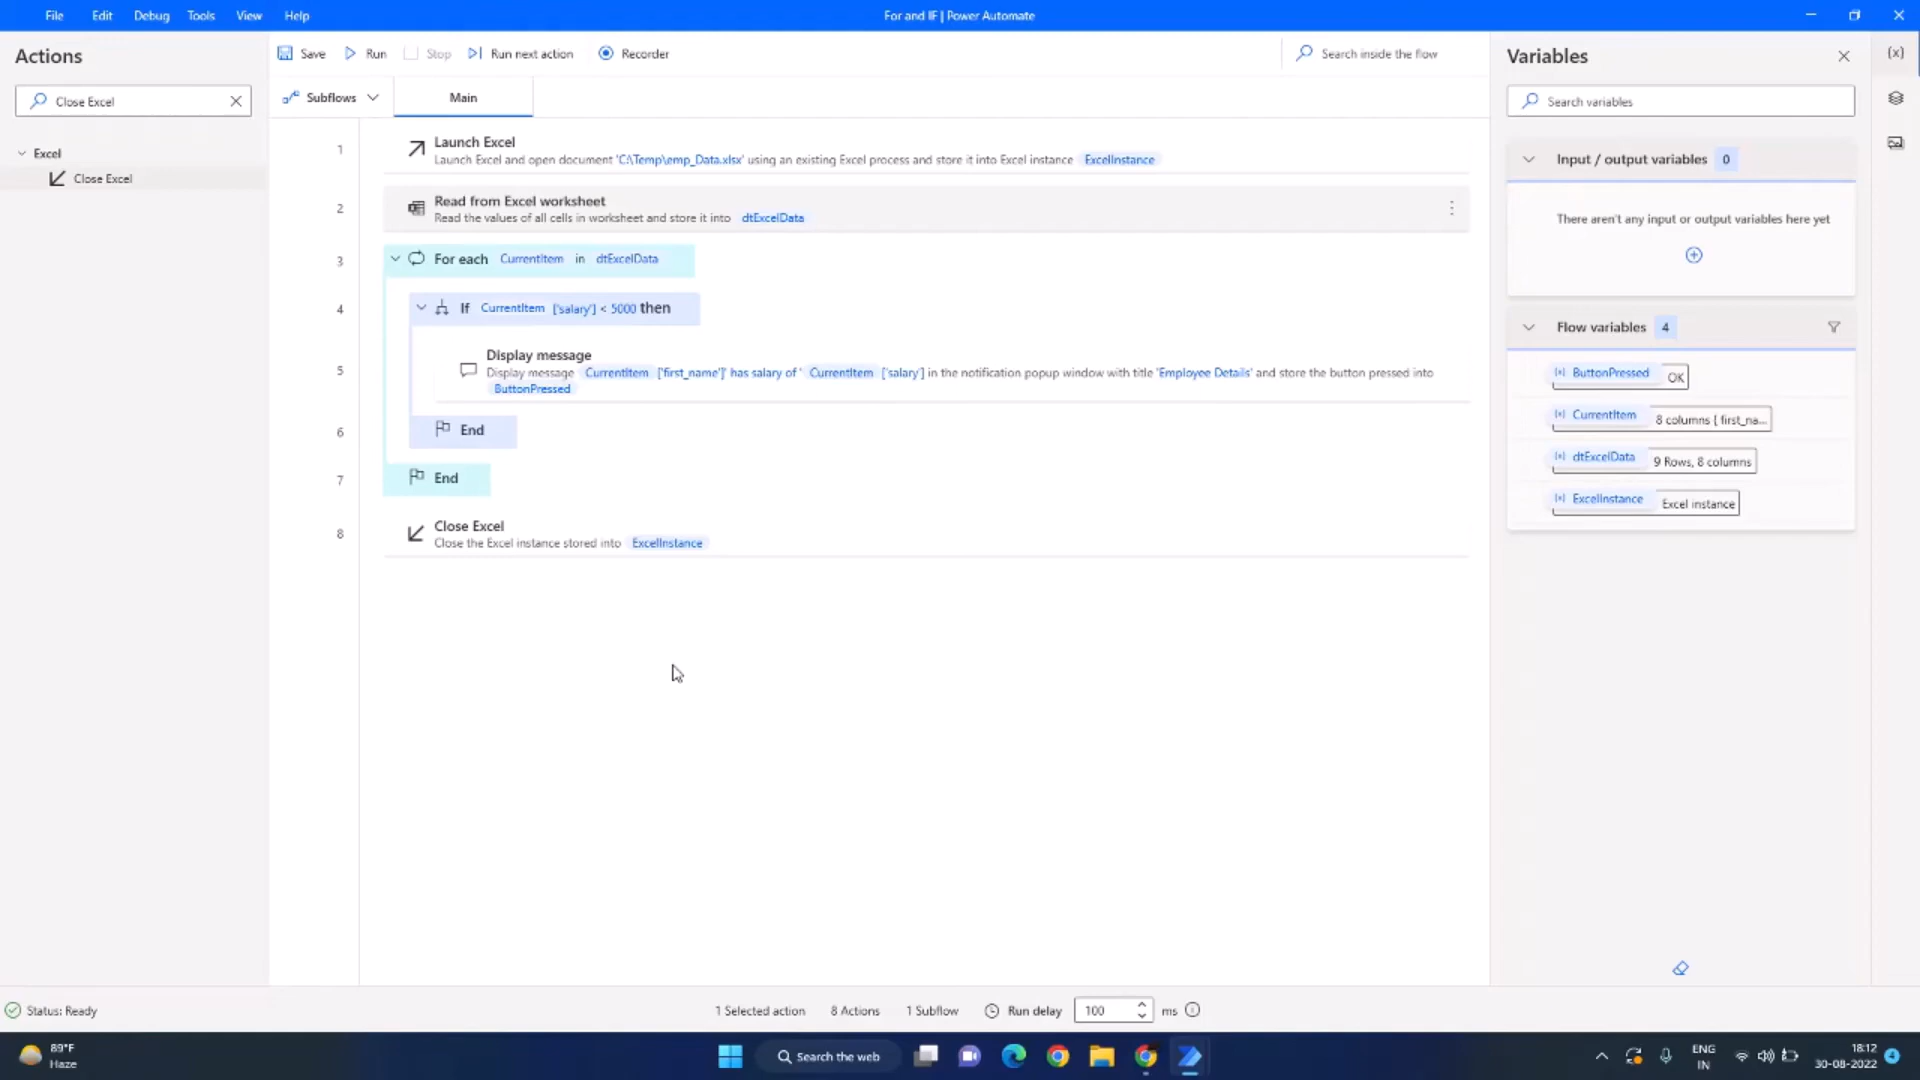 File Edit Debug Tools View Help
For and IF | Power Automate
Actions
Close Excel
Excel
Close Excel
Save Run Stop Run next action Recorder
Search inside the flow
Subflows Main
1 Launch Excel
Launch Excel and open document 'C:\Temp\emp_Data.xlsx' using an existing Excel process and store it into Excel instance ExcelInstance
2 Read from Excel worksheet
Read the values of all cells in worksheet and store it into dtExcelData
3 For each CurrentItem in dtExcelData
4 If CurrentItem ['salary'] < 5000 then
5 Display message
Display message CurrentItem ['first_name']' has salary of ' CurrentItem ['salary'] in the notification popup window with title 'Employee Details' and store the button pressed into
ButtonPressed
6 End
7 End
8 Close Excel
Close the Excel instance stored into ExcelInstance
Variables
{x}
Search variables
Input / output variables 0
There aren't any input or output variables here yet
Flow variables 4
ButtonPressed OK
CurrentItem 8 columns { first_na...
dtExcelData 9 Rows, 8 columns
ExcelInstance Excel instance
Status: Ready
1 Selected action 8 Actions 1 Subflow Run delay 100 ms
89°F
Haze
Search the web
ENG
IN
18:12
30-08-2022
4